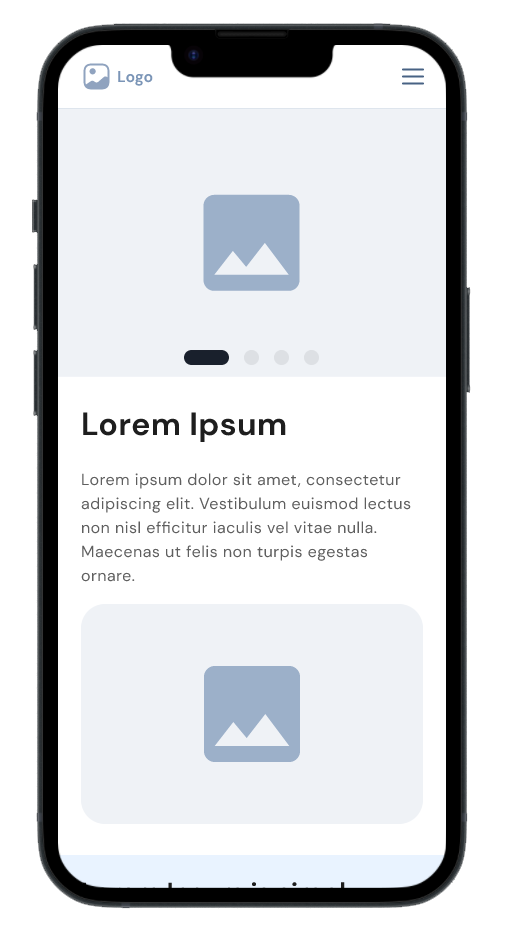 Logo
Lorem Ipsum
Lorem ipsum dolor sit amet, consectetur
adipiscing elit. Vestibulum euismod lectus
non nisl efficitur iaculis vel vitae nulla.
Maecenas ut felis non turpis egestas
ornare.